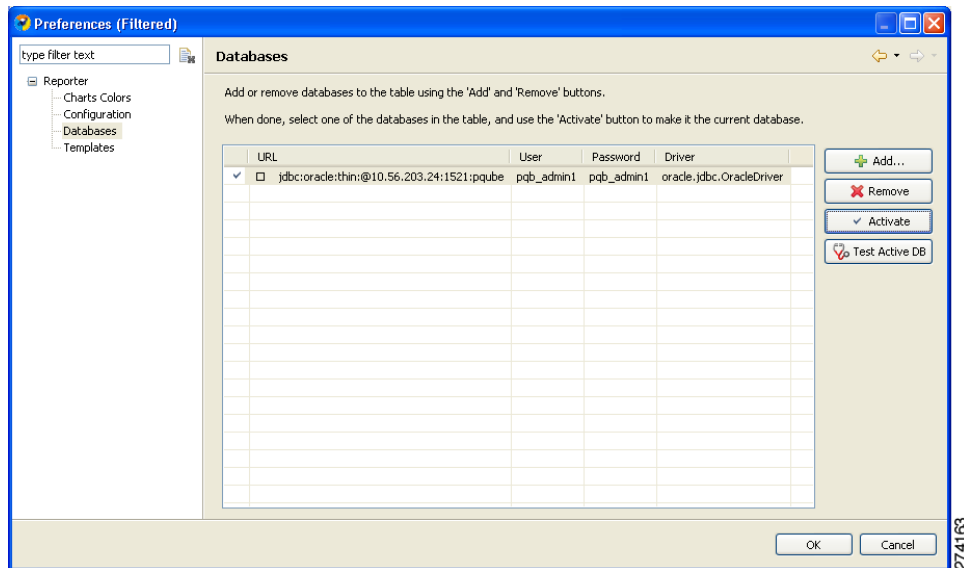 Preferences (Filtered)
type filter text
Databases
Reporter
Charts Colors
Configuration
Databases
Templates
Add or remove databases to the table using the 'Add' and 'Remove' buttons.
When done, select one of the databases in the table, and use the 'Activate' button to make it the current database.
URL User Password Driver
jdbc:oracle:thin:@10.56.203.24:1521:pqube pqb_admin1 pqb_admin1 oracle.jdbc.OracleDriver
Add...
Remove
Activate
Test Active DB
OK Cancel
274163